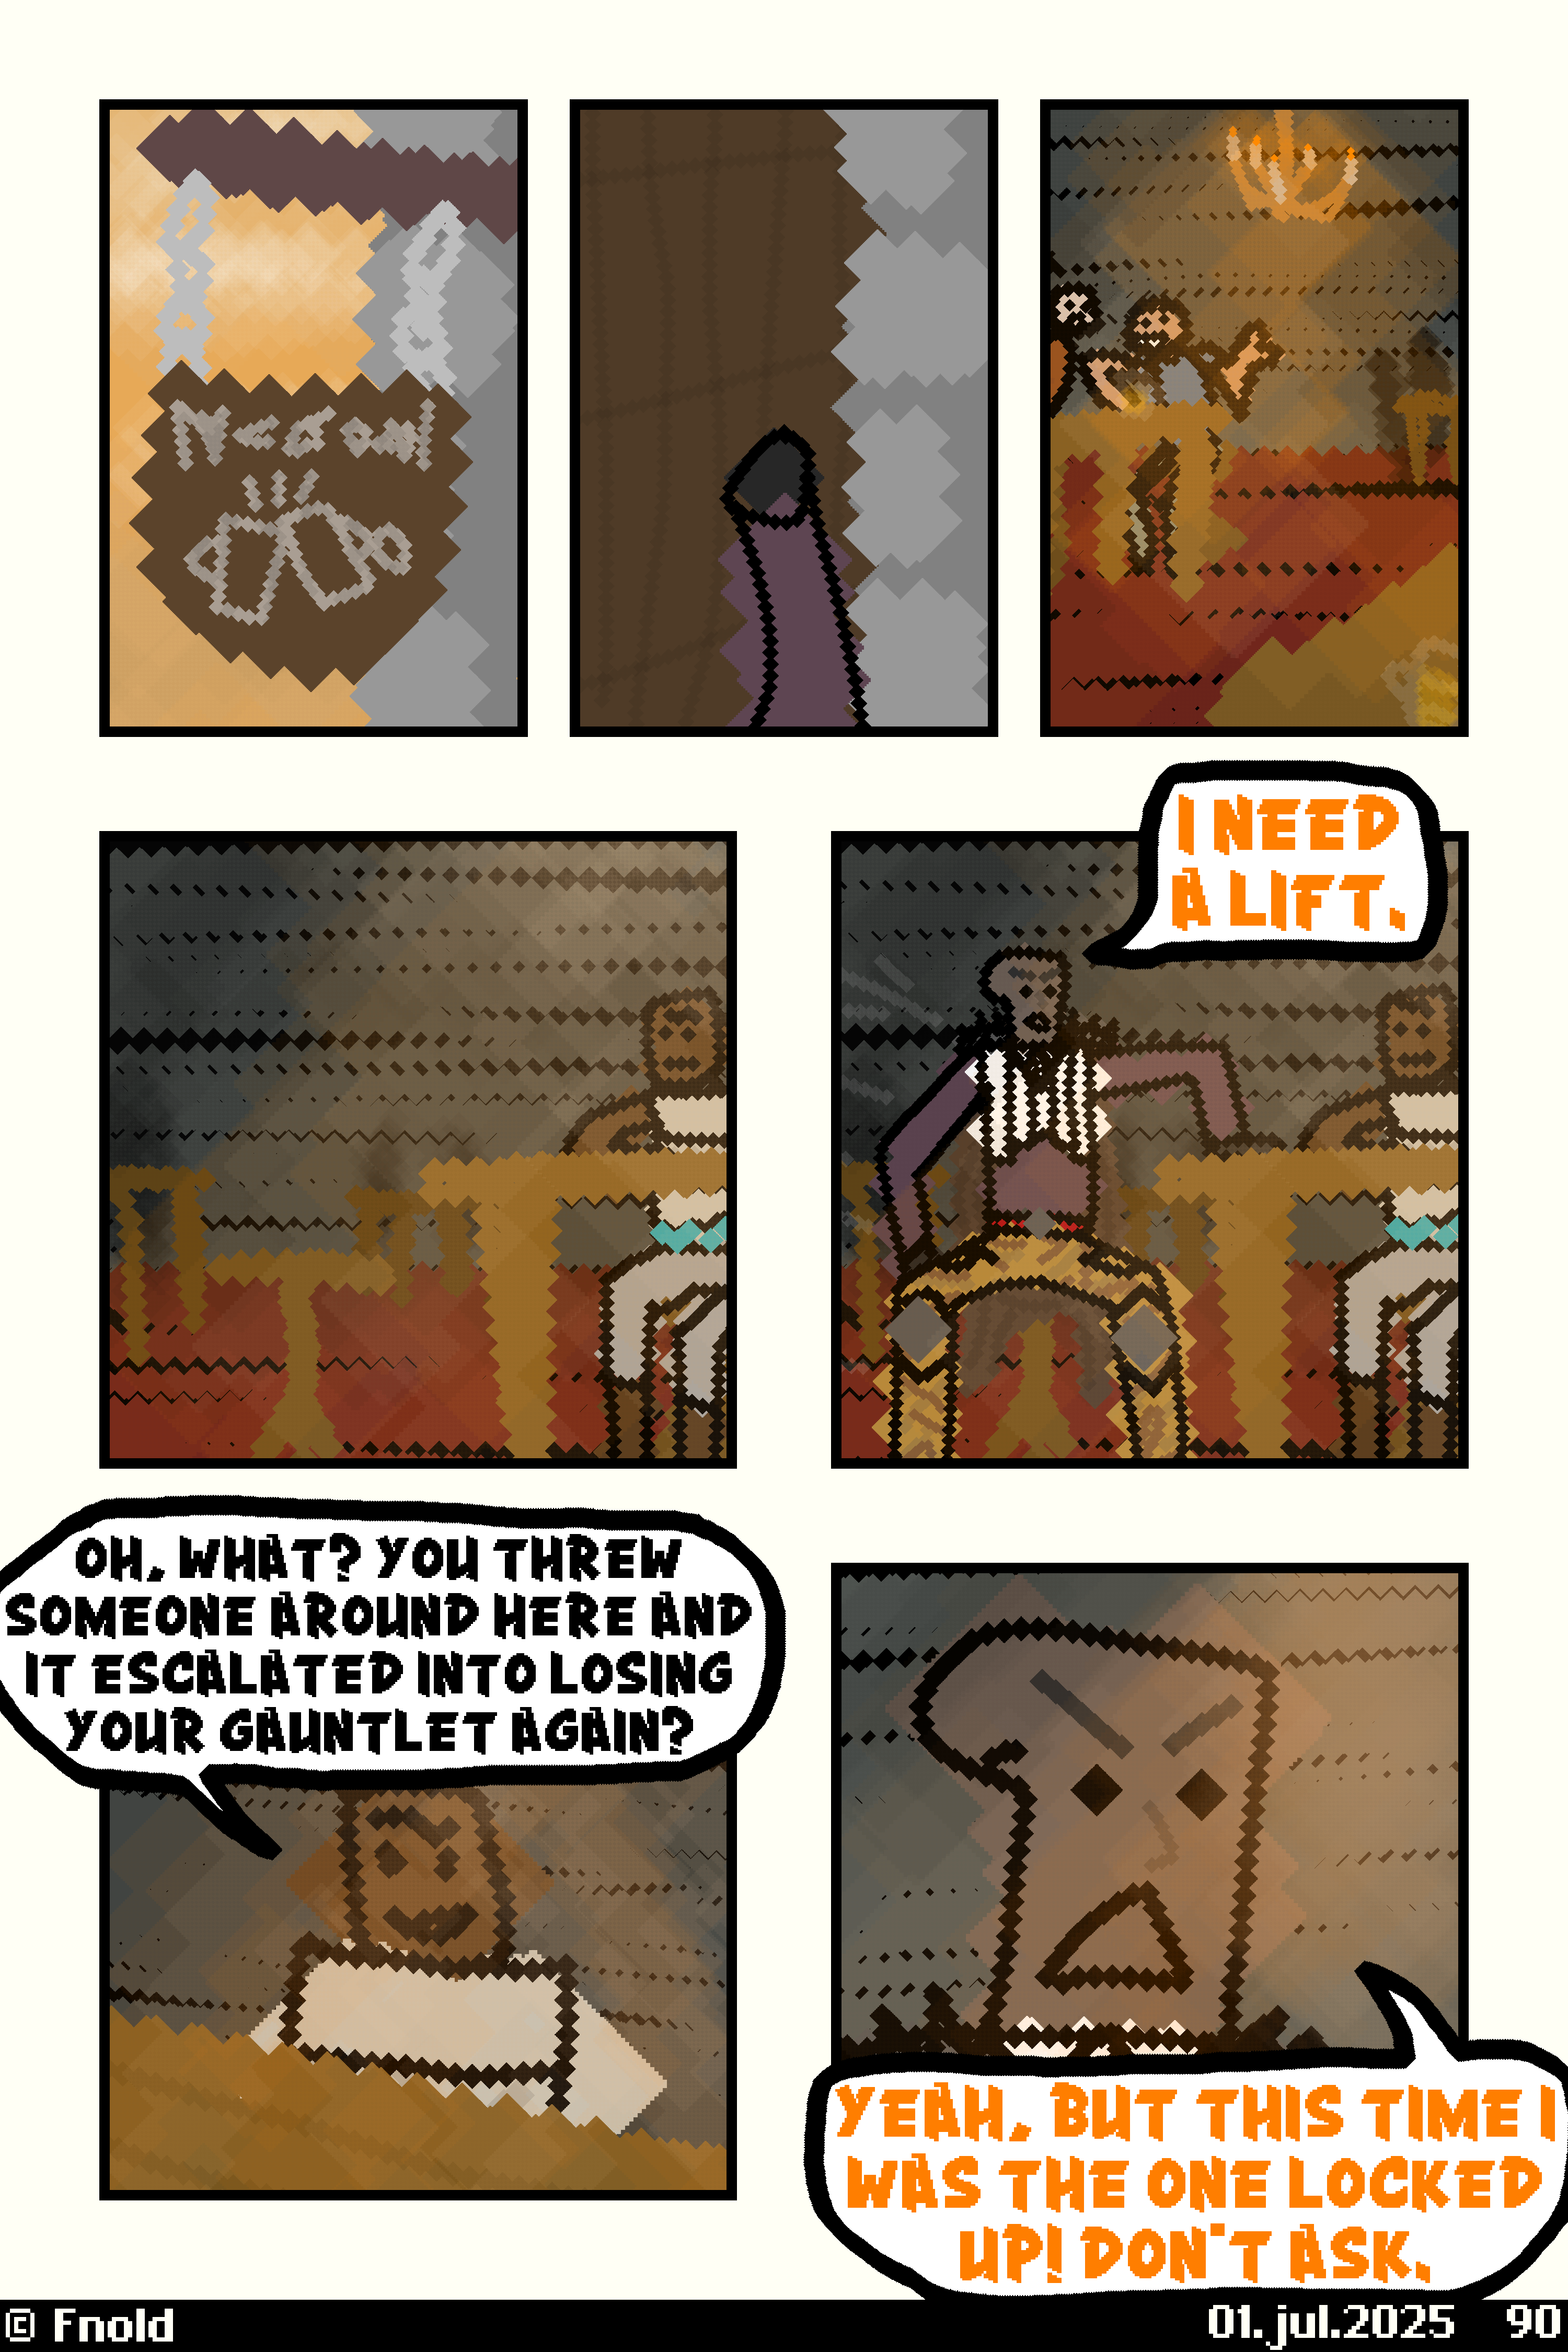 I NEED
A LIFT.
OH, WHAT? YOU THREW
SOMEONE AROUND HERE AND
IT ESCALATED INTO LOSING
YOUR GAUNTLET AGAIN?
YEAH, BUT THIS TIME I
WAS THE ONE LOCKED
UP! DON'T ASK.
© Fnold
01.jul.2025 90